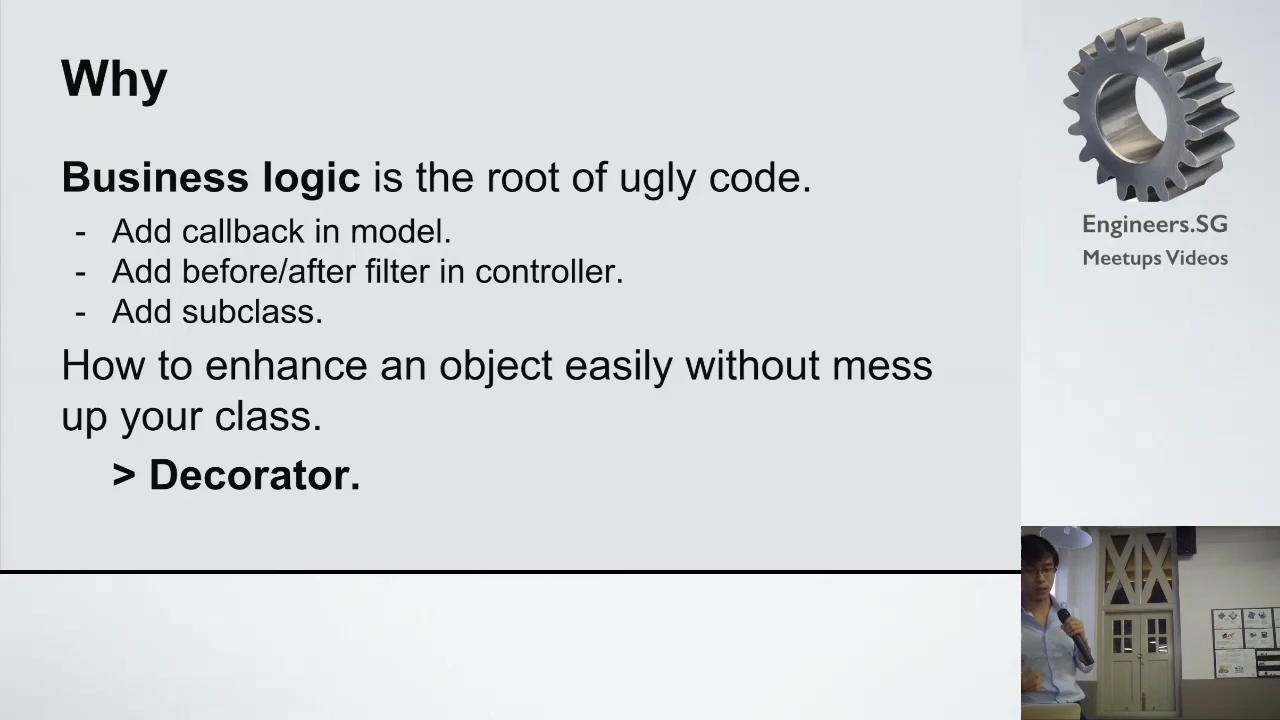 Why
Business logic is the root of ugly code.
- Add callback in model.
- Add before/after filter in controller.
- Add subclass.
How to enhance an object easily without mess
up your class.
> Decorator.
Engineers.SG
Meetups Videos